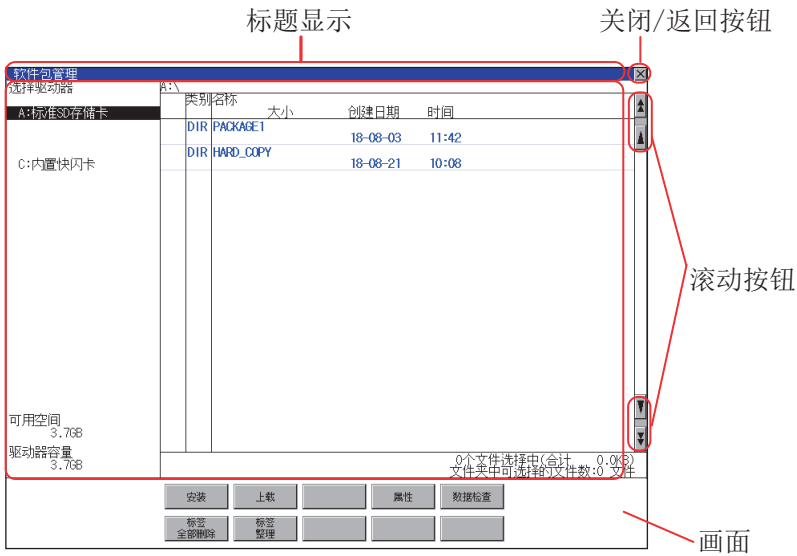 标题显示
关闭/返回按钮
软件包管理
选择驱动器
A:\
类别 名称
大小 创建日期 时间
A:标准SD存储卡
DIR PACKAGE1
18-08-03 11:42
DIR HARD_COPY
C:内置快闪卡
18-08-21 10:08
滚动按钮
可用空间
3.7GB
驱动器容量
3.7GB
0个文件选择中(合计 0.0KB)
文件夹中可选择的文件数:0 文件
安装 上载 属性 数据检查
标签 标签
全部删除 整理
画面